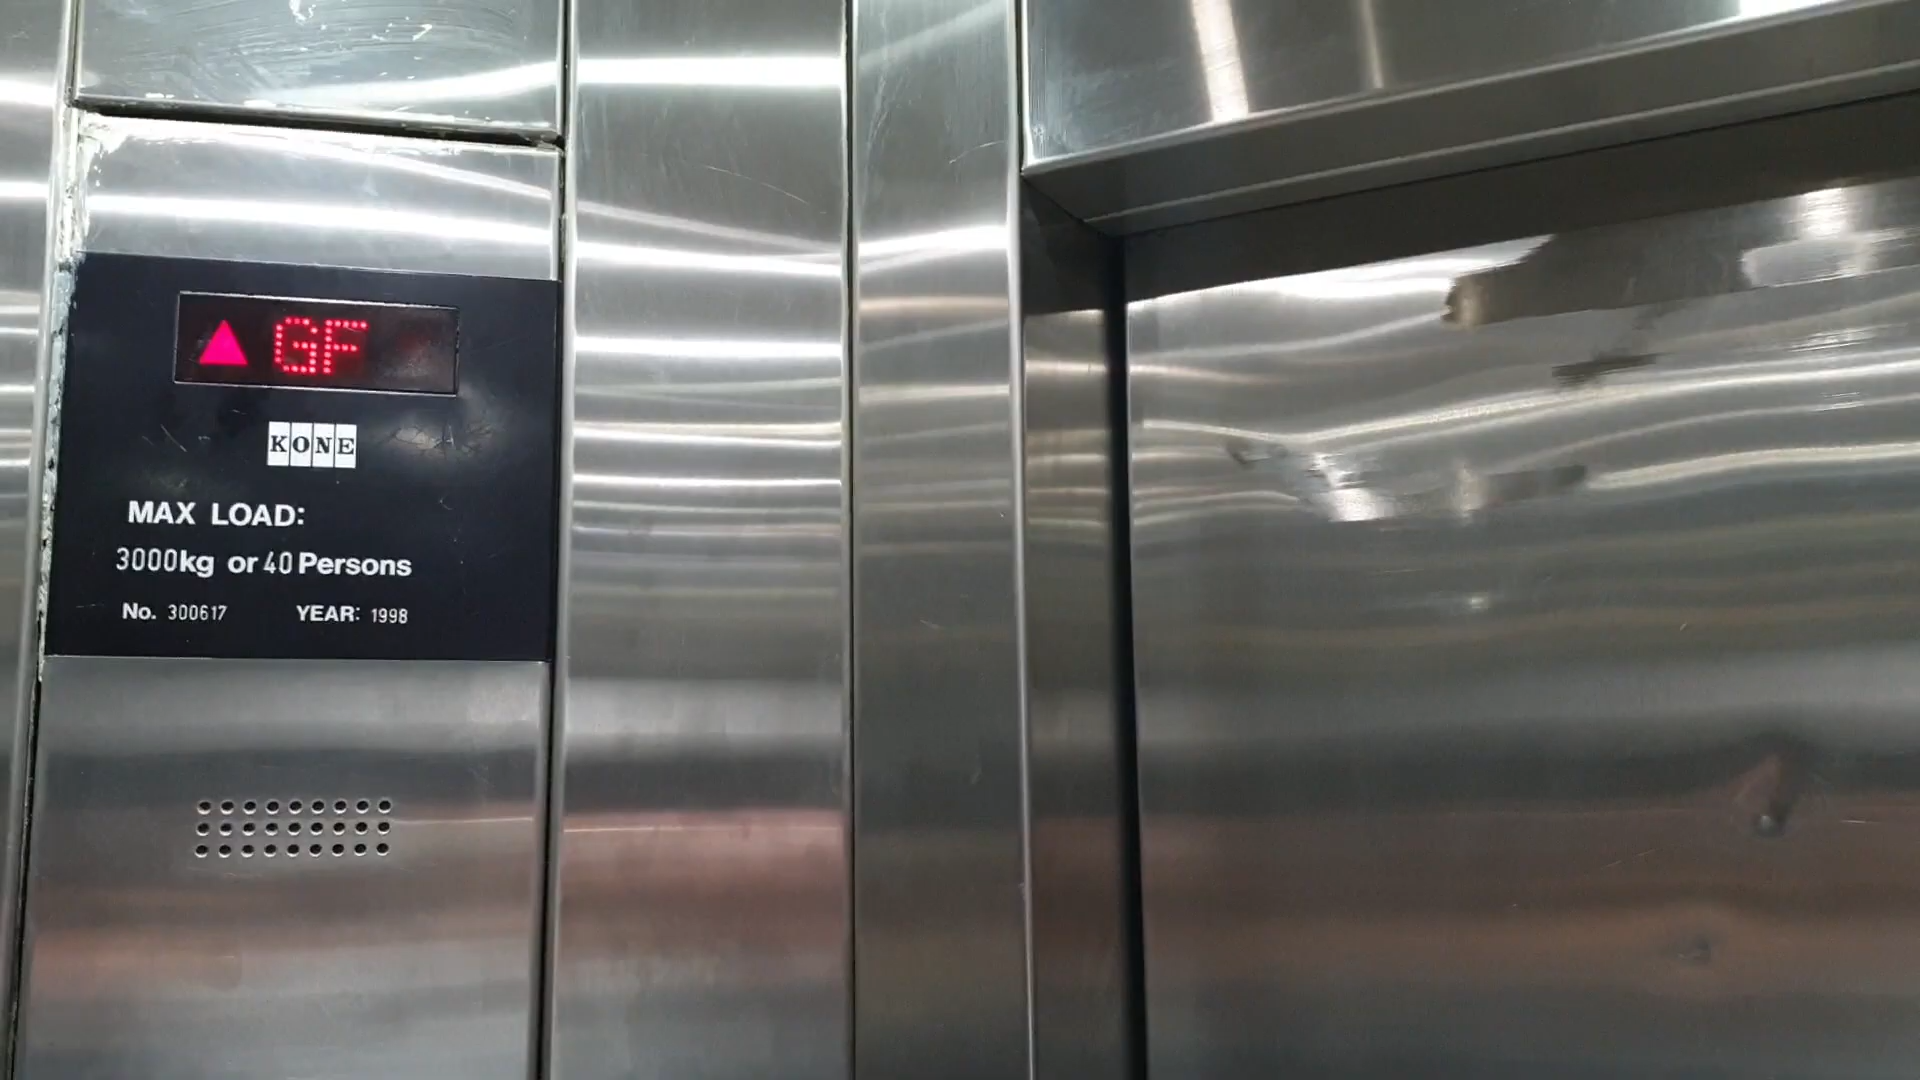 GF
KONE
MAX LOAD:
3000kg or 40 Persons
No. 300617 YEAR: 1998